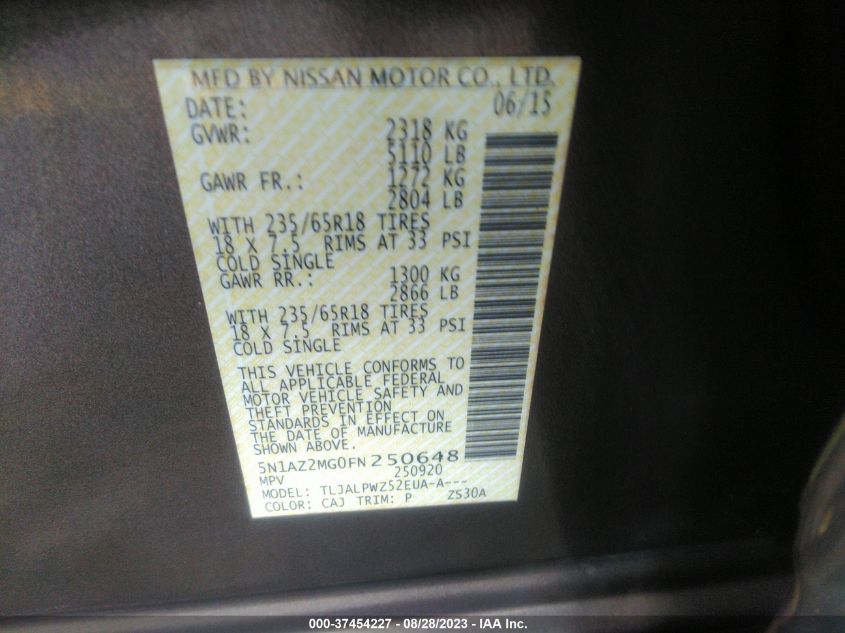 MFD BY NISSAN MOTOR CO., LTD.
DATE: 06/15
GVWR: 2318 KG
5110 LB
GAWR FR.: 1272 KG
2804 LB
WITH 235/65R18 TIRES
18 X 7.5 RIMS AT 33 PSI
COLD SINGLE
GAWR RR.: 1300 KG
2866 LB
WITH 235/65R18 TIRES
18 X 7.5 RIMS AT 33 PSI
COLD SINGLE
THIS VEHICLE CONFORMS TO
ALL APPLICABLE FEDERAL
MOTOR VEHICLE SAFETY AND
THEFT PREVENTION
STANDARDS IN EFFECT ON
THE DATE OF MANUFACTURE
SHOWN ABOVE.
5N1AZ2MG0FN250648
MPV 250920
MODEL: TLJALPWZ52EUA-A---
COLOR: CAJ TRIM: P ZS30A
000-37454227 - 08/28/2023 - IAA Inc.